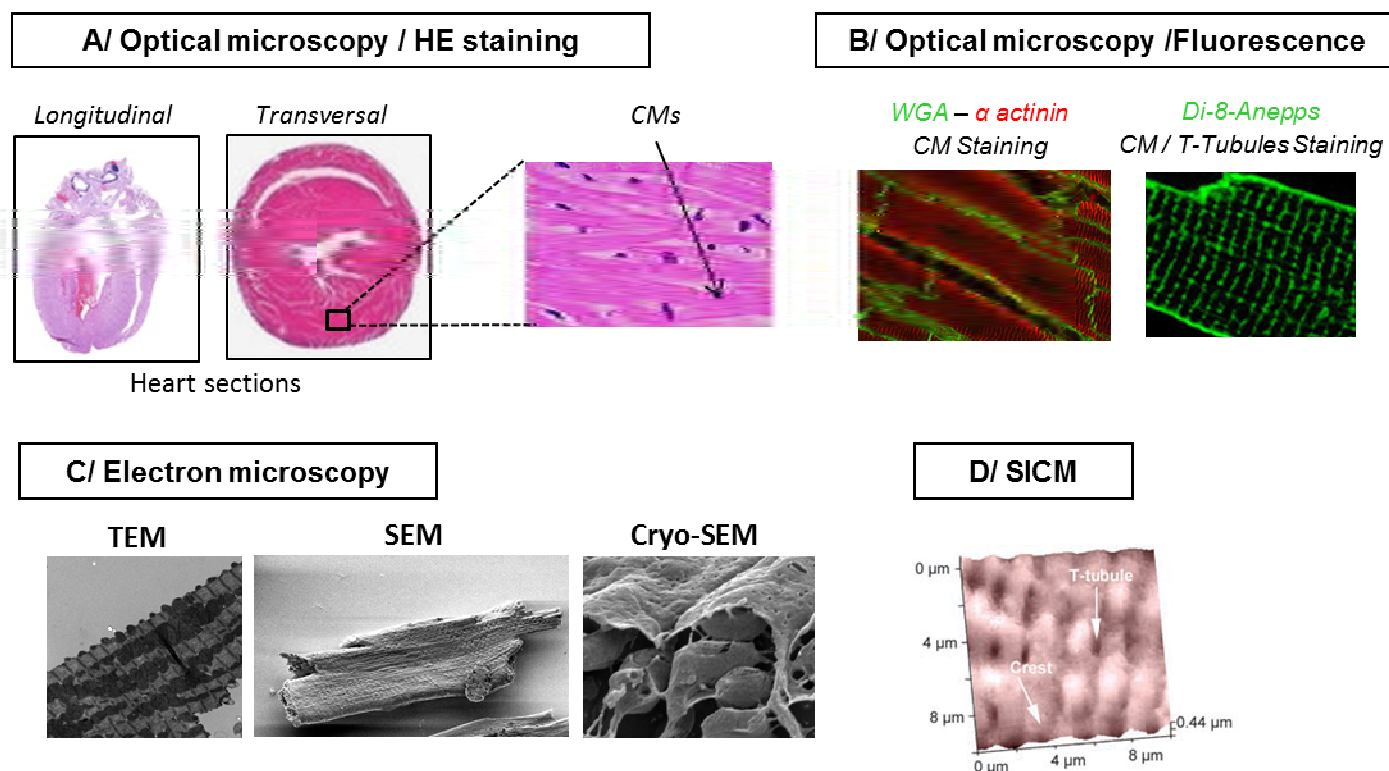 A/ Optical microscopy / HE staining
B/ Optical microscopy /Fluorescence
Longitudinal
Transversal
CMs
WGA – α actinin
CM Staining
Di-8-Anepps
CM / T-Tubules Staining
Heart sections
C/ Electron microscopy
D/ SICM
TEM
SEM
Cryo-SEM
0 µm
T-tubule
4 µm
Crest
8 µm
0.44 µm
0 µm
4 µm
8 µm